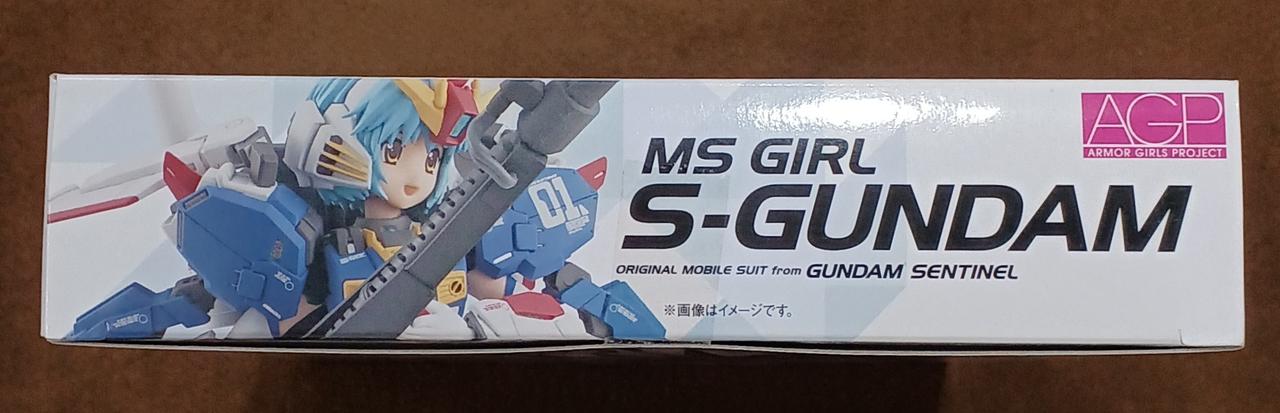 AGP
ARMOR GIRLS PROJECT
MS GIRL
S-GUNDAM
ORIGINAL MOBILE SUIT from GUNDAM SENTINEL
※画像はイメージです。
01